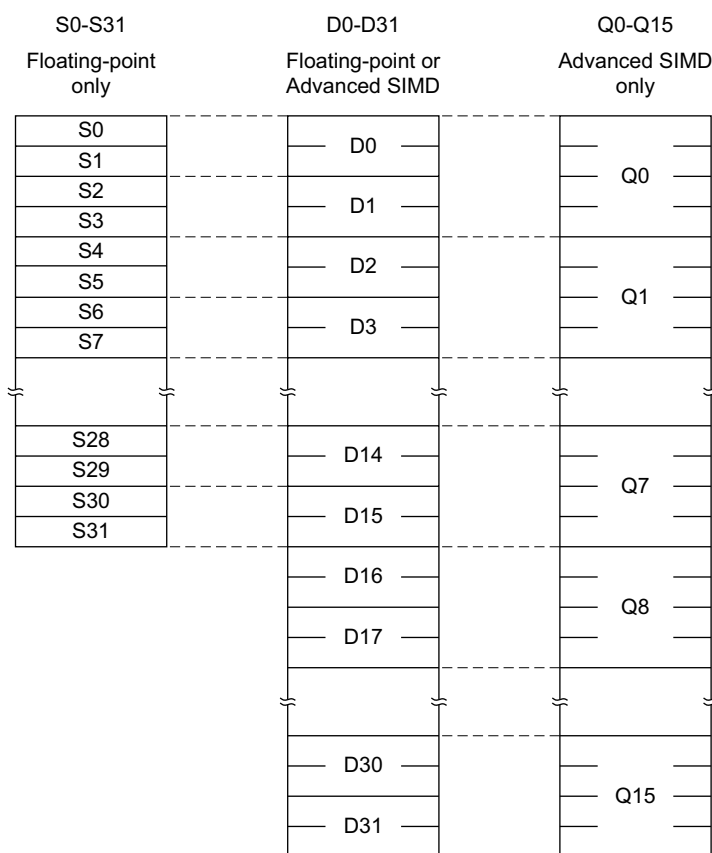 S0-S31
D0-D31
Q0-Q15
Floating-point
only
Floating-point or
Advanced SIMD
Advanced SIMD
only
S0
S1
S2
S3
S4
S5
S6
S7
S28
S29
S30
S31
D0
D1
D2
D3
D14
D15
D16
D17
D30
D31
Q0
Q1
Q7
Q8
Q15